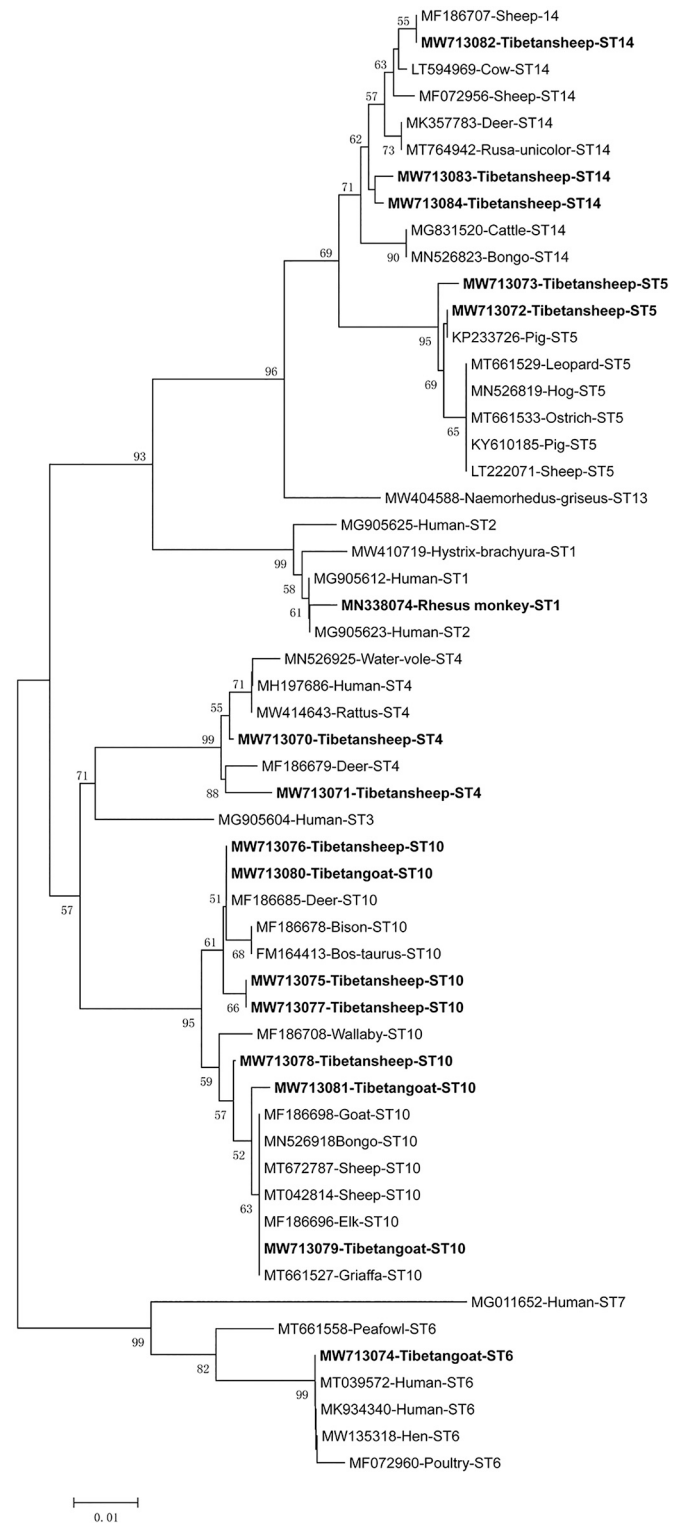 MF186707-Sheep-14
55
MW713082-Tibetansheep-ST14
63
LT594969-Cow-ST14
57
MF072956-Sheep-ST14
MK357783-Deer-ST14
62
73
MT764942-Rusa-unicolor-ST14
MW713083-Tibetansheep-ST14
71
MW713084-Tibetansheep-ST14
MG831520-Cattle-ST14
69
90
MN526823-Bongo-ST14
MW713073-Tibetansheep-ST5
MW713072-Tibetansheep-ST5
95
KP233726-Pig-ST5
MT661529-Leopard-ST5
96
69
MN526819-Hog-ST5
MT661533-Ostrich-ST5
65
KY610185-Pig-ST5
93
LT222071-Sheep-ST5
MW404588-Naemorhedus-griseus-ST13
MG905625-Human-ST2
MW410719-Hystrix-brachyura-ST1
99
MG905612-Human-ST1
58
MN338074-Rhesus monkey-ST1
61
MG905623-Human-ST2
MN526925-Water-vole-ST4
71
MH197686-Human-ST4
55
MW414643-Rattus-ST4
99
MW713070-Tibetansheep-ST4
MF186679-Deer-ST4
71
88
MW713071-Tibetansheep-ST4
MG905604-Human-ST3
MW713076-Tibetansheep-ST10
MW713080-Tibetangoat-ST10
51
MF186685-Deer-ST10
57
MF186678-Bison-ST10
61
68
FM164413-Bos-taurus-ST10
MW713075-Tibetansheep-ST10
66
MW713077-Tibetansheep-ST10
95
MF186708-Wallaby-ST10
MW713078-Tibetansheep-ST10
59
MW713081-Tibetangoat-ST10
57
MF186698-Goat-ST10
MN526918Bongo-ST10
52
MT672787-Sheep-ST10
MT042814-Sheep-ST10
63
MF186696-Elk-ST10
MW713079-Tibetangoat-ST10
MT661527-Griaffa-ST10
MG011652-Human-ST7
99
MT661558-Peafowl-ST6
MW713074-Tibetangoat-ST6
82
MT039572-Human-ST6
99
MK934340-Human-ST6
MW135318-Hen-ST6
MF072960-Poultry-ST6
0.01